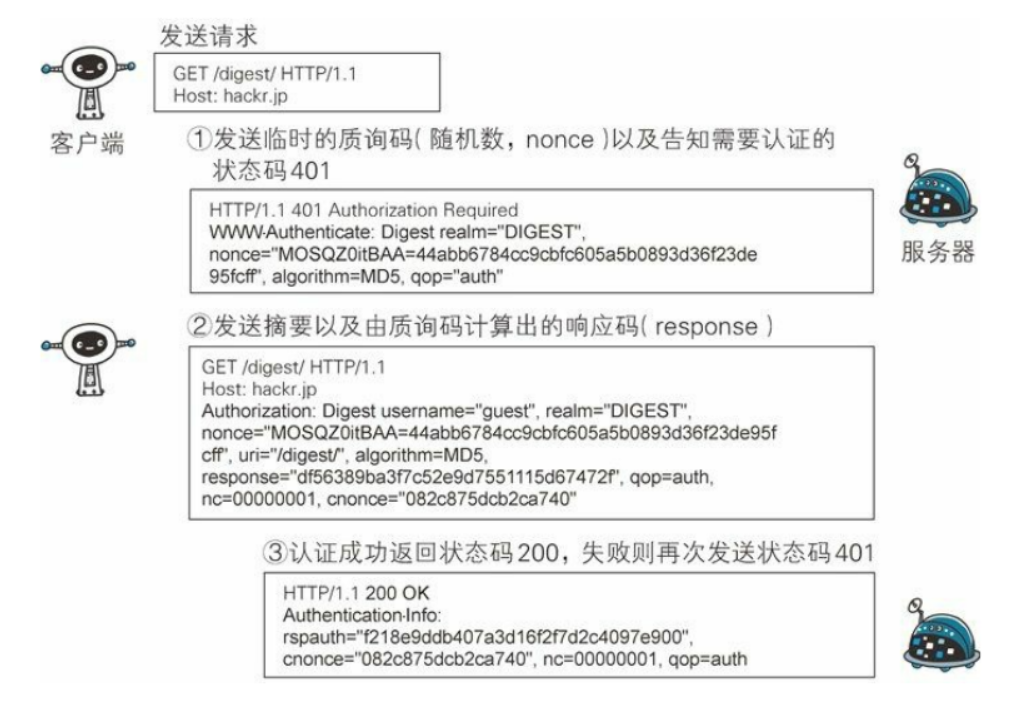 发送请求
GET /digest/ HTTP/1.1
Host: hackr.jp
客户端
①发送临时的质询码( 随机数，nonce )以及告知需要认证的
状态码401
HTTP/1.1 401 Authorization Required
WWW-Authenticate: Digest realm="DIGEST",
nonce="MOSQZ0itBAA=44abb6784cc9cbfc605a5b0893d36f23de
95fcff", algorithm=MD5, qop="auth"
服务器
②发送摘要以及由质询码计算出的响应码( response )
GET /digest/ HTTP/1.1
Host: hackr.jp
Authorization: Digest username="guest", realm="DIGEST",
nonce="MOSQZ0itBAA=44abb6784cc9cbfc605a5b0893d36f23de95f
cff", uri="/digest/", algorithm=MD5,
response="df56389ba3f7c52e9d7551115d67472f", qop=auth,
nc=00000001, cnonce="082c875dcb2ca740"
③认证成功返回状态码200，失败则再次发送状态码401
HTTP/1.1 200 OK
Authentication-Info:
rspauth="f218e9ddb407a3d16f2f7d2c4097e900",
cnonce="082c875dcb2ca740", nc=00000001, qop=auth